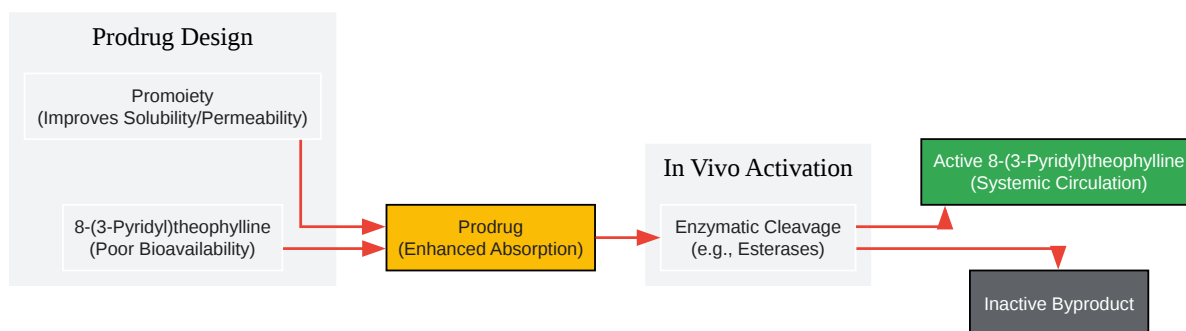 Prodrug Design
Promoiety
(Improves Solubility/Permeability)
8-(3-Pyridyl)theophylline
(Poor Bioavailability)
Prodrug
(Enhanced Absorption)
In Vivo Activation
Enzymatic Cleavage
(e.g., Esterases)
Active 8-(3-Pyridyl)theophylline
(Systemic Circulation)
Inactive Byproduct